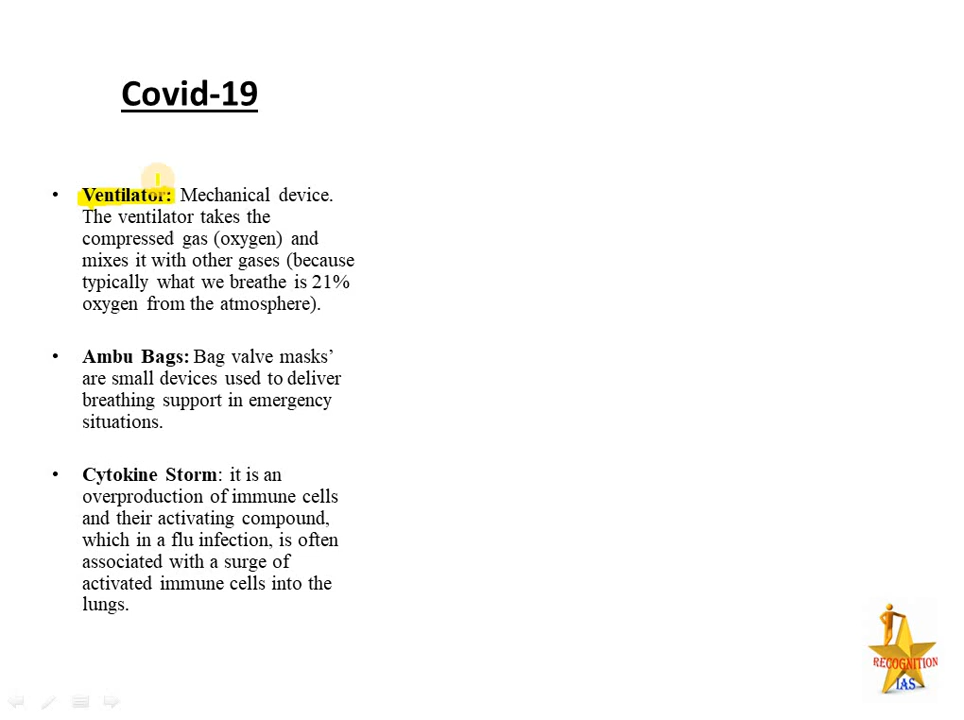 Covid-19
• Ventilator: Mechanical device.
The ventilator takes the
compressed gas (oxygen) and
mixes it with other gases (because
typically what we breathe is 21%
oxygen from the atmosphere).
• Ambu Bags: Bag valve masks’
are small devices used to deliver
breathing support in emergency
situations.
• Cytokine Storm: it is an
overproduction of immune cells
and their activating compound,
which in a flu infection, is often
associated with a surge of
activated immune cells into the
lungs.
RECOGNITION
IAS